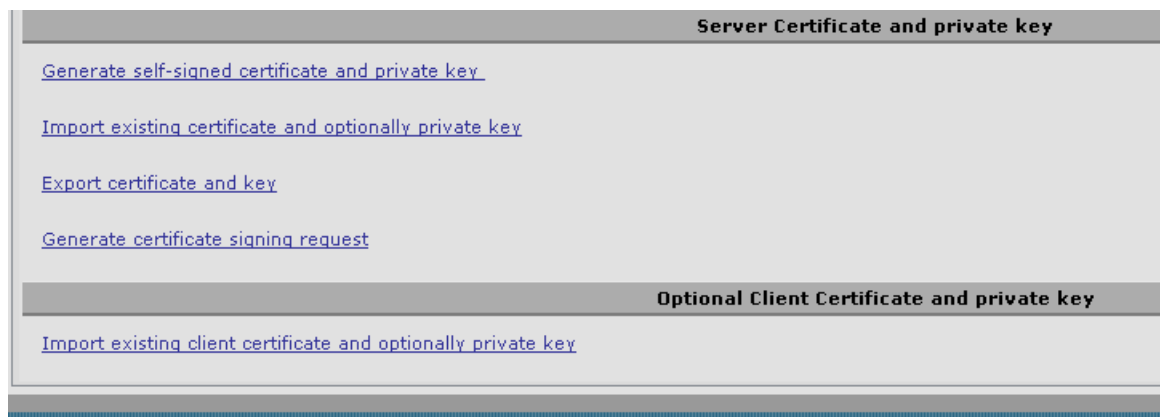 Server Certificate and private key
Generate self-signed certificate and private key
Import existing certificate and optionally private key
Export certificate and key
Generate certificate signing request
Optional Client Certificate and private key
Import existing client certificate and optionally private key